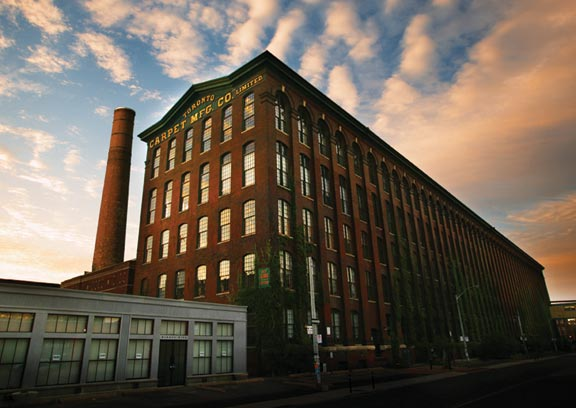 TORONTO
CARPET MFG. CO. LIMITED